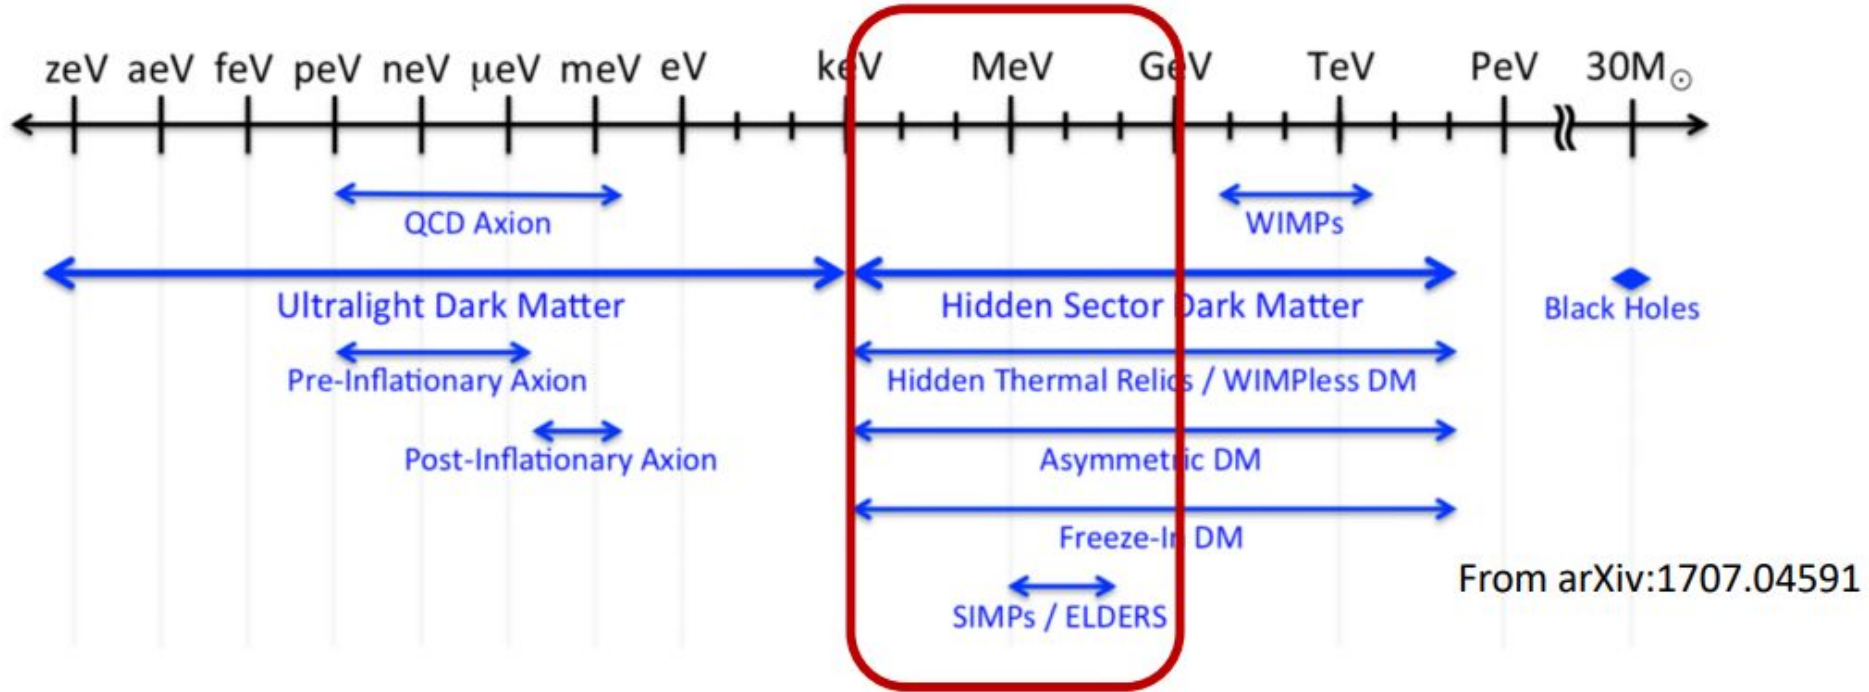 zeV aeV feV peV neV μeV meV eV keV MeV GeV TeV PeV 30M☉
QCD Axion
WIMPs
Ultralight Dark Matter
Hidden Sector Dark Matter
Black Holes
Pre-Inflationary Axion
Hidden Thermal Relics / WIMPless DM
Post-Inflationary Axion
Asymmetric DM
Freeze-In DM
From arXiv:1707.04591
SIMPs / ELDERS